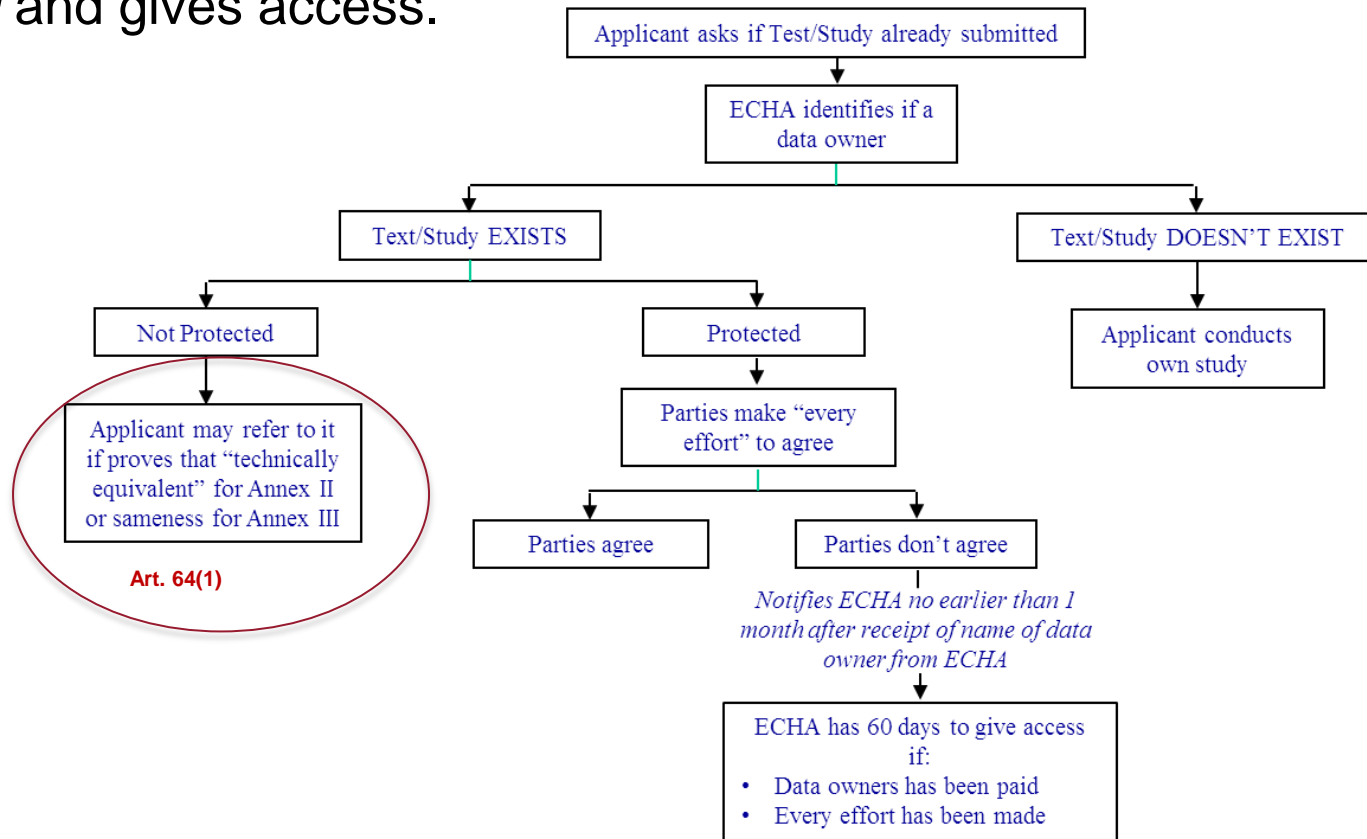 and gives access.
Applicant asks if Test/Study already submitted
ECHA identifies if a
data owner
Text/Study EXISTS
Text/Study DOESN’T EXIST
Not Protected
Protected
Applicant conducts
own study
Applicant may refer to it
if proves that “technically
equivalent” for Annex II
or sameness for Annex III
Art. 64(1)
Parties make “every
effort” to agree
Parties agree
Parties don’t agree
Notifies ECHA no earlier than 1
month after receipt of name of data
owner from ECHA
ECHA has 60 days to give access
if:
• Data owners has been paid
• Every effort has been made